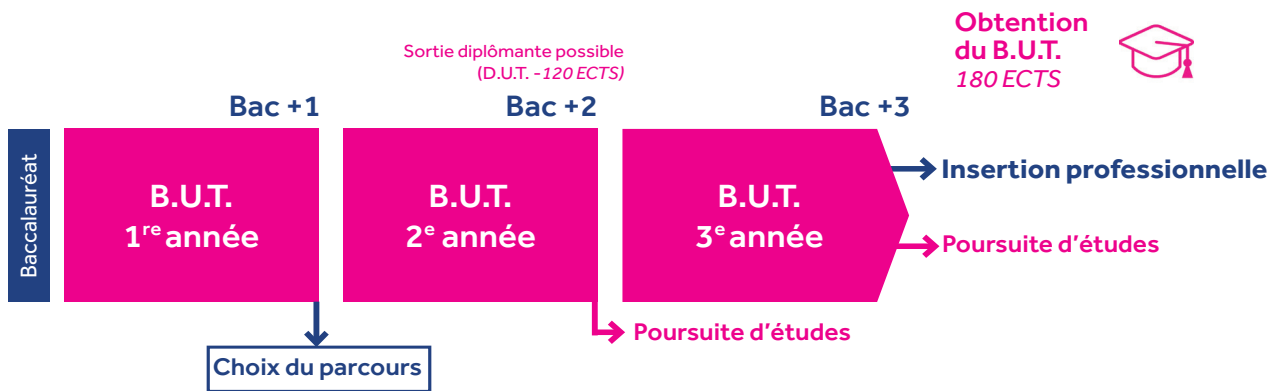 Obtention
du B.U.T.
180 ECTS
Sortie diplômante possible
(D.U.T. -120 ECTS)
Bac +1
Bac +2
Bac +3
Baccalauréat
B.U.T.
1re année
B.U.T.
2e année
B.U.T.
3e année
Insertion professionnelle
Poursuite d'études
Poursuite d'études
Choix du parcours